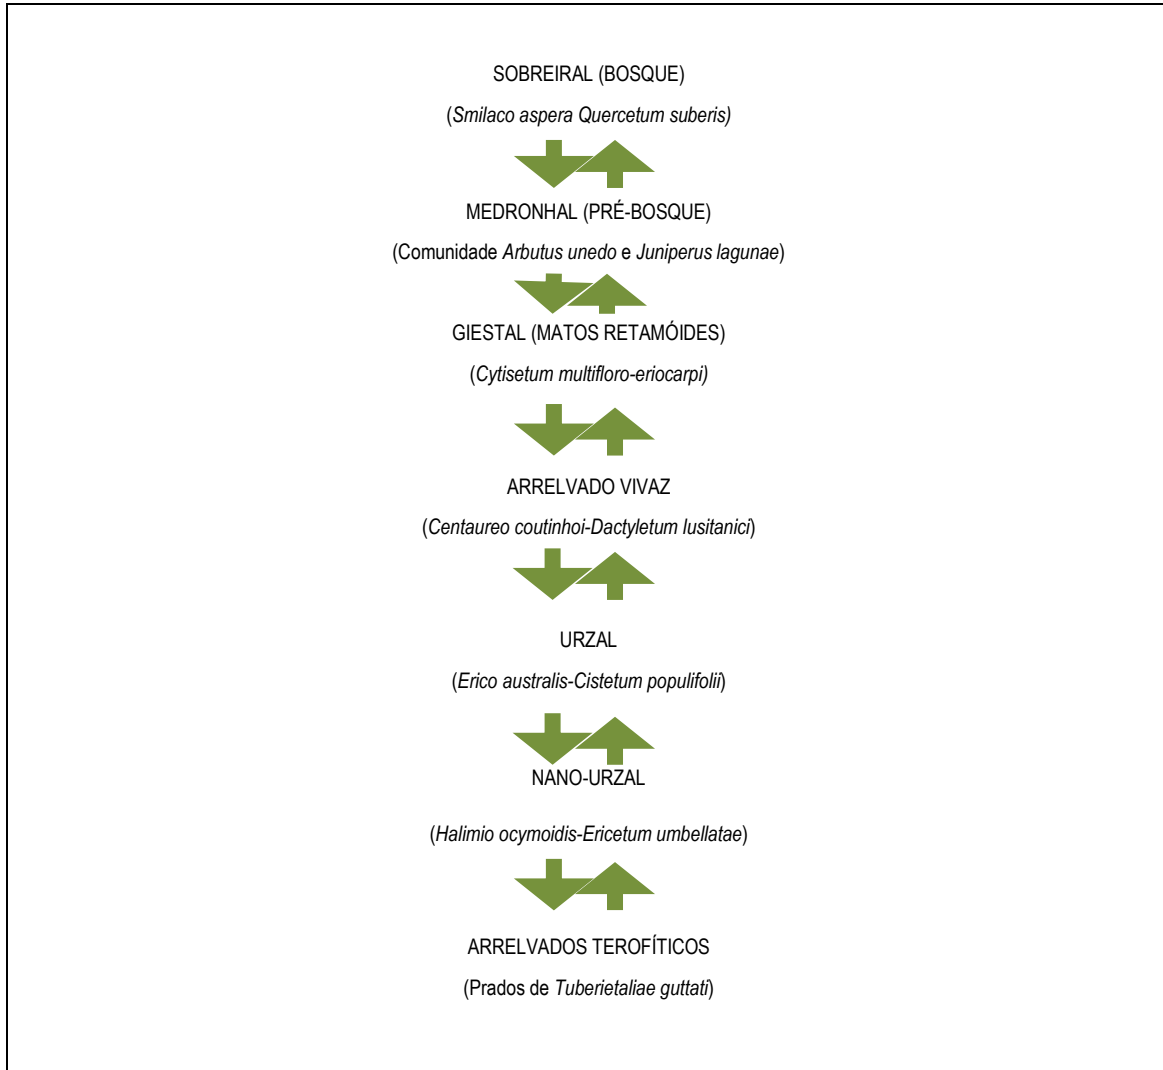 SOBREIRAL (BOSQUE)
(Smilaco aspera Quercetum suberis)
MEDRONHAL (PRÉ-BOSQUE)
(Comunidade Arbutus unedo e Juniperus lagunae)
GIESTAL (MATOS RETAMÓIDES)
(Cytisetum multifloro-eriocarpi)
ARRELVADO VIVAZ
(Centaureo coutinhoi-Dactyletum lusitanici)
URZAL
(Erico australis-Cistetum populifolii)
NANO-URZAL
(Halimio ocymoidis-Ericetum umbellatae)
ARRELVADOS TEROFÍTICOS
(Prados de Tuberietaliae guttati)